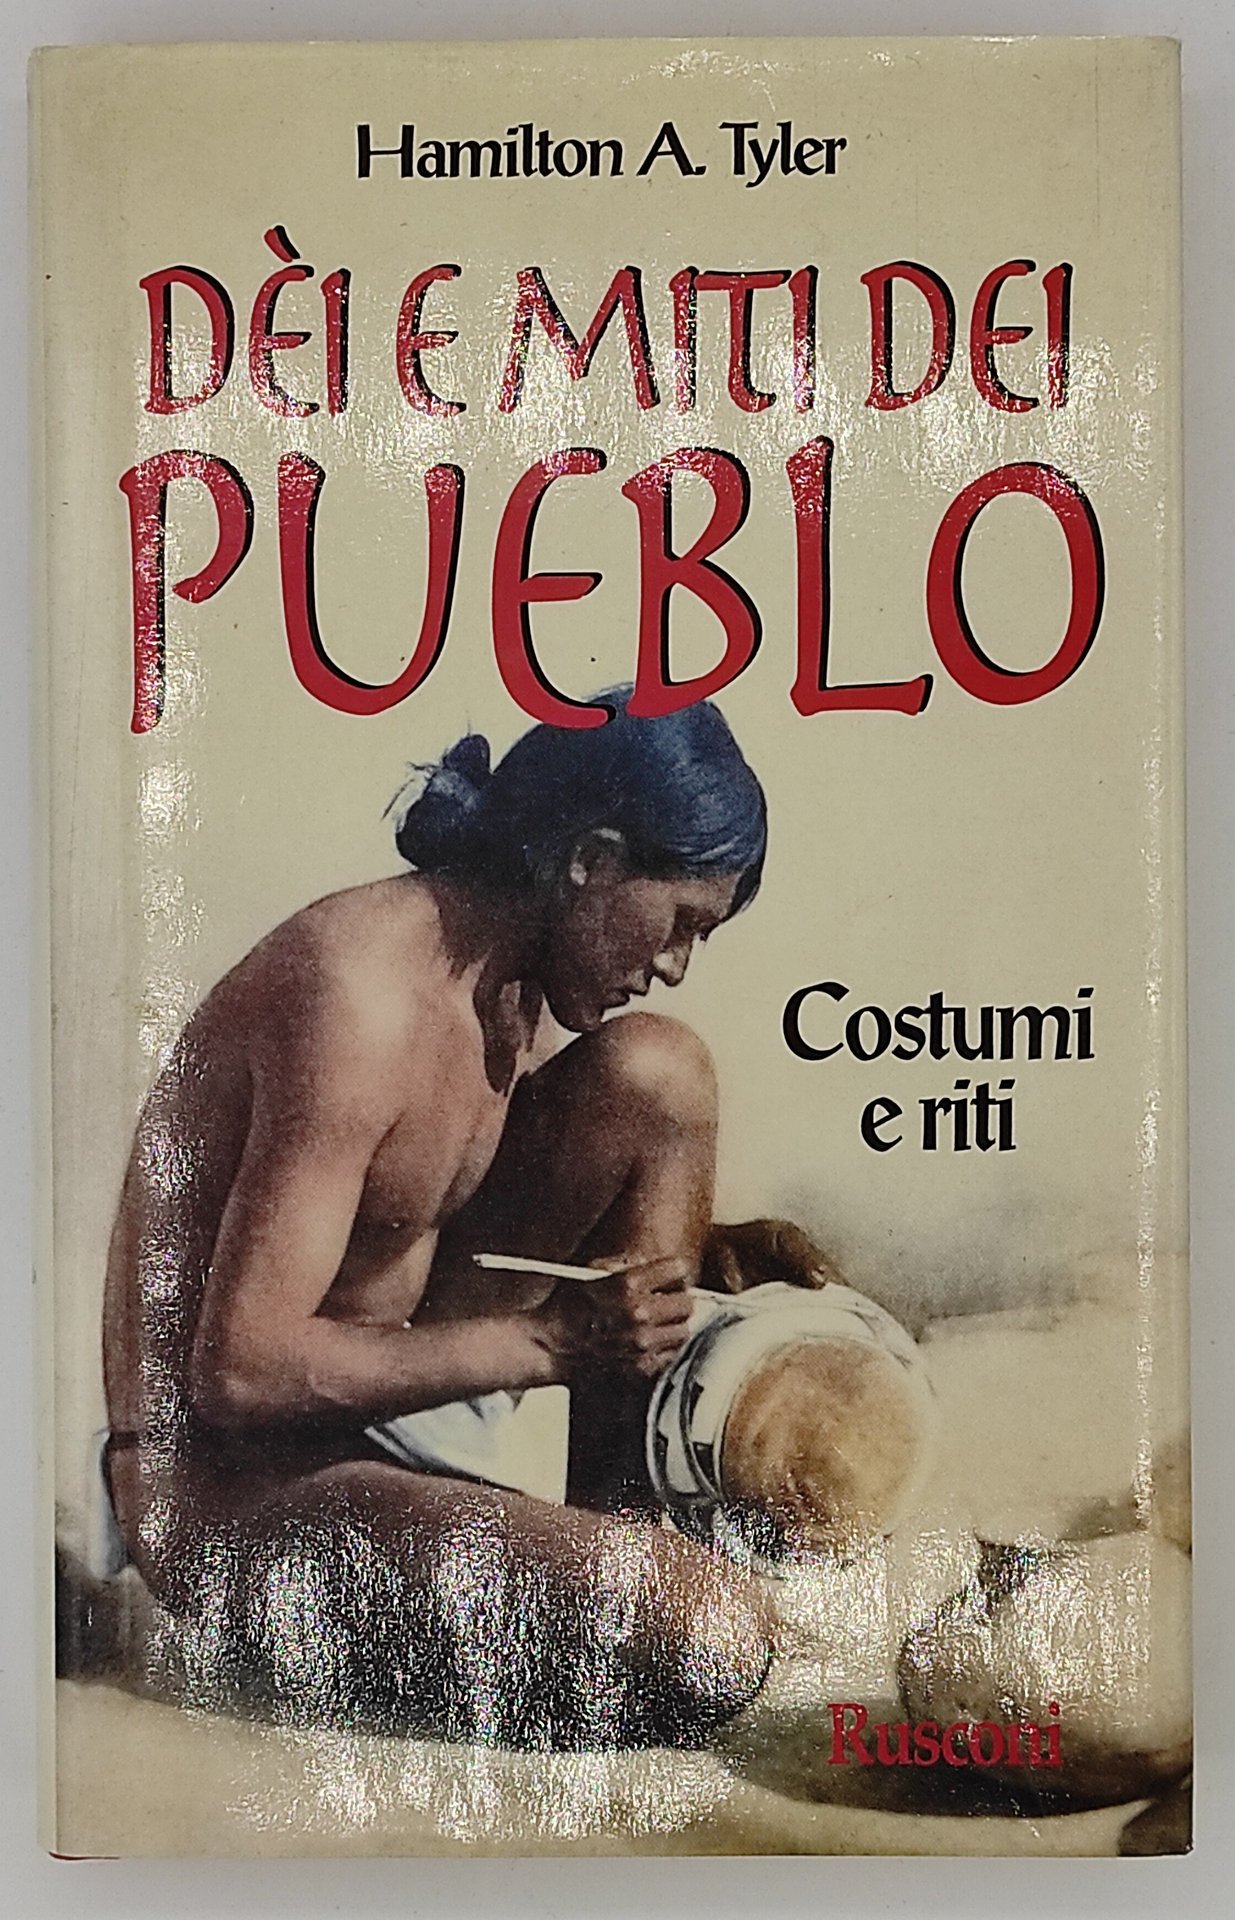 Hamilton A. Tyler
DÈI E MITI DEI
PUEBLO
Costumi
e riti
Rusconi